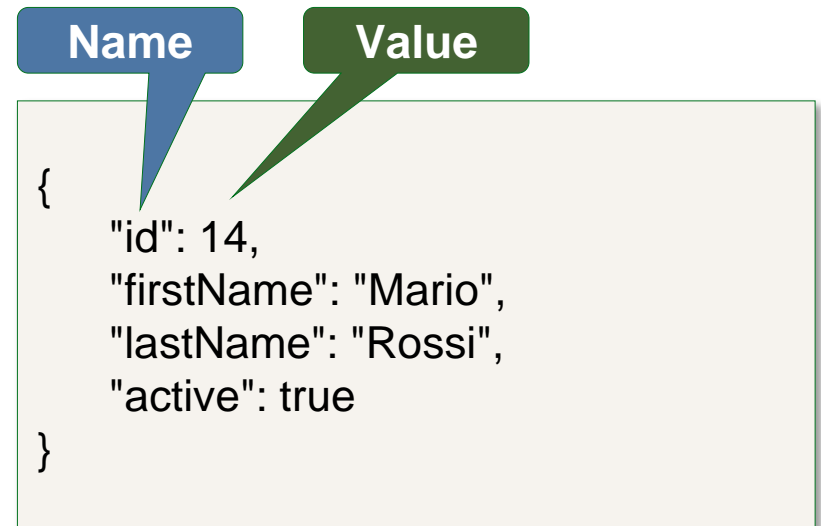 Name Value
{
"id": 14,
"firstName": "Mario",
"lastName": "Rossi",
"active": true
}